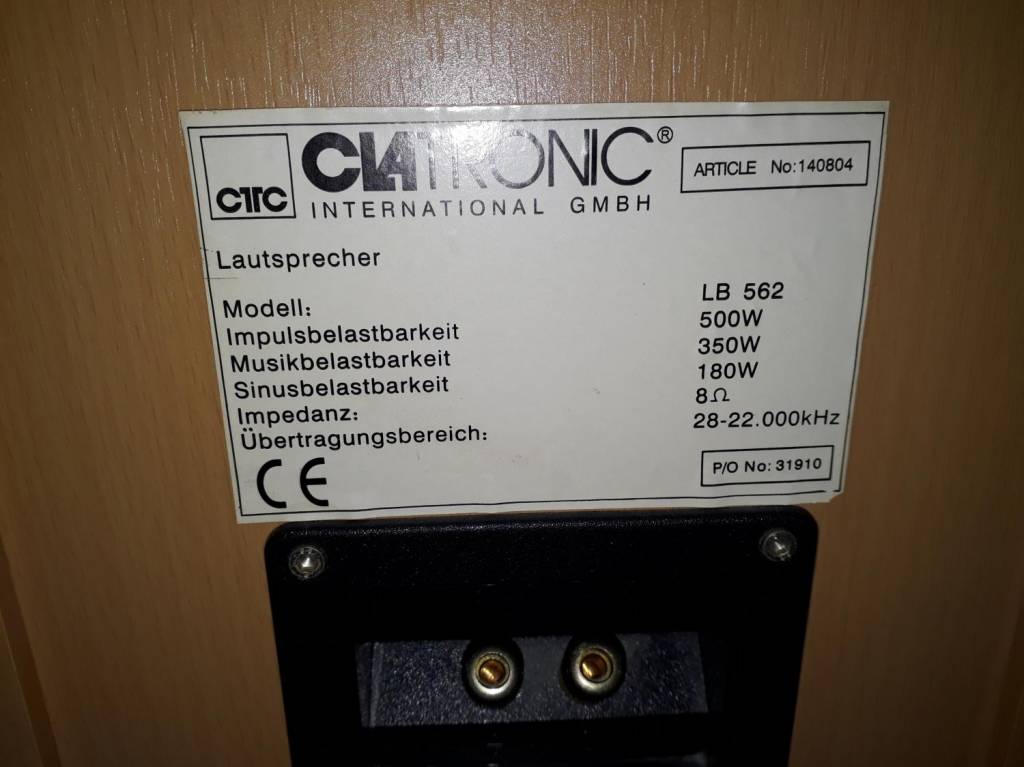 CTC
CLATRONIC®
INTERNATIONAL GMBH
ARTICLE No:140804
Lautsprecher
Modell: LB 562
Impulsbelastbarkeit 500W
Musikbelastbarkeit 350W
Sinusbelastbarkeit 180W
Impedanz: 8Ω
Übertragungsbereich: 28-22.000kHz
CE
P/O No: 31910